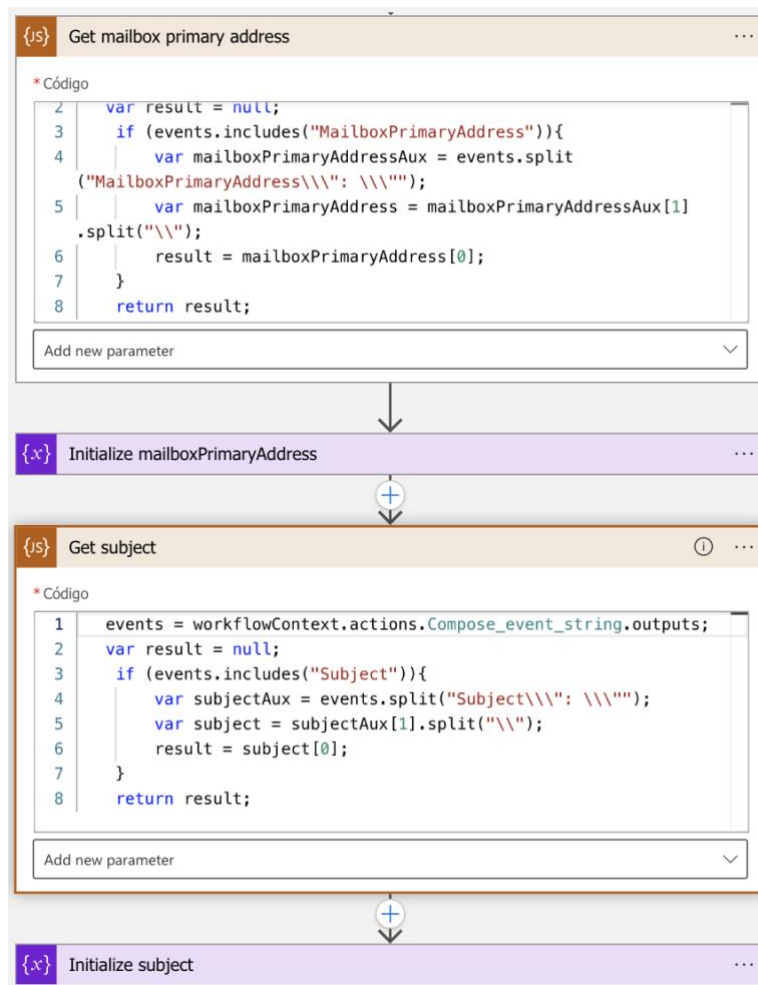 {JS} Get mailbox primary address ...
* Código
2 var result = null;
3 if (events.includes("MailboxPrimaryAddress")){
4 var mailboxPrimaryAddressAux = events.split
("MailboxPrimaryAddress\\\": \\\"");
5 var mailboxPrimaryAddress = mailboxPrimaryAddressAux[1]
.split("\\");
6 result = mailboxPrimaryAddress[0];
7 }
8 return result;
Add new parameter
{x} Initialize mailboxPrimaryAddress ...
{JS} Get subject ...
* Código
1 events = workflowContext.actions.Compose_event_string.outputs;
2 var result = null;
3 if (events.includes("Subject")){
4 var subjectAux = events.split("Subject\\\": \\\"");
5 var subject = subjectAux[1].split("\\");
6 result = subject[0];
7 }
8 return result;
Add new parameter
{x} Initialize subject ...